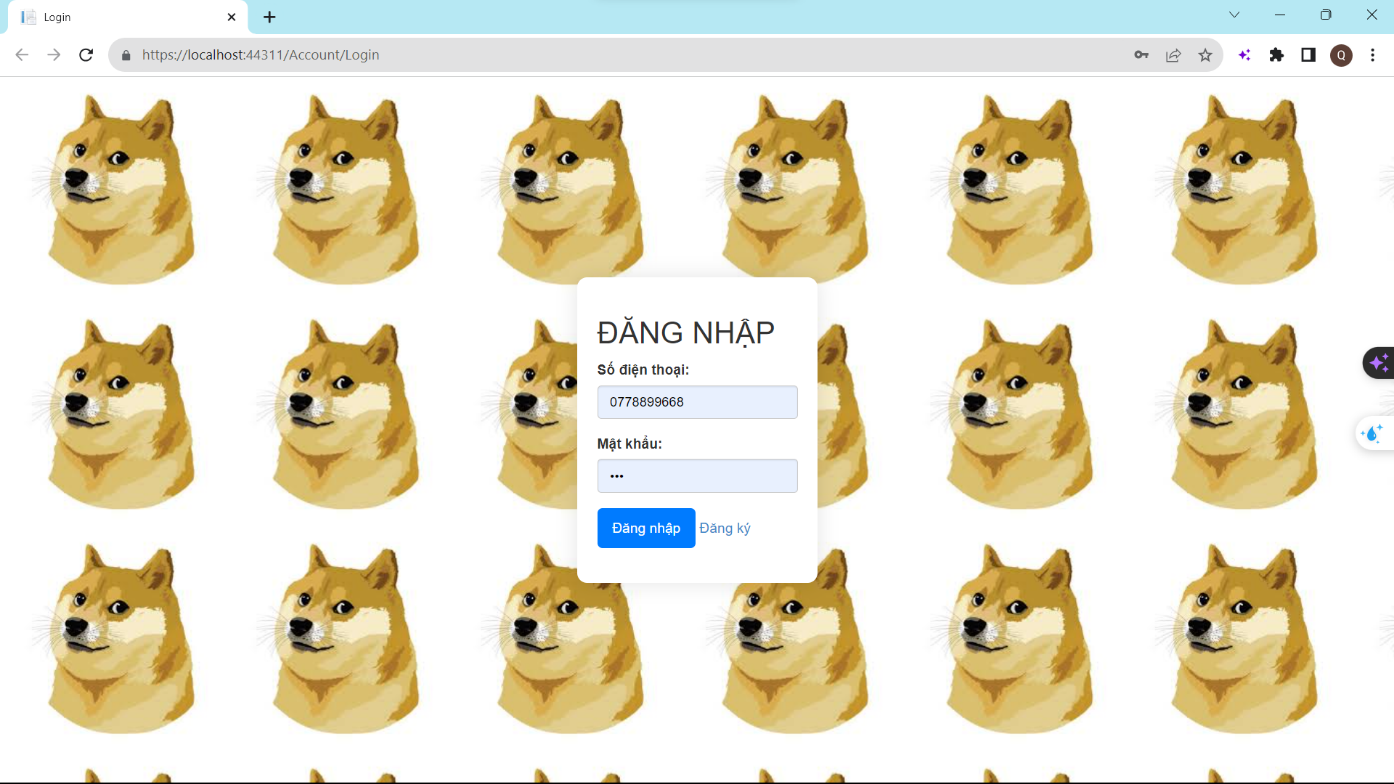 Login
https://localhost:44311/Account/Login
Q
ĐĂNG NHẬP
Số điện thoại:
0778899668
Mật khẩu:
•••
Đăng nhập Đăng ký